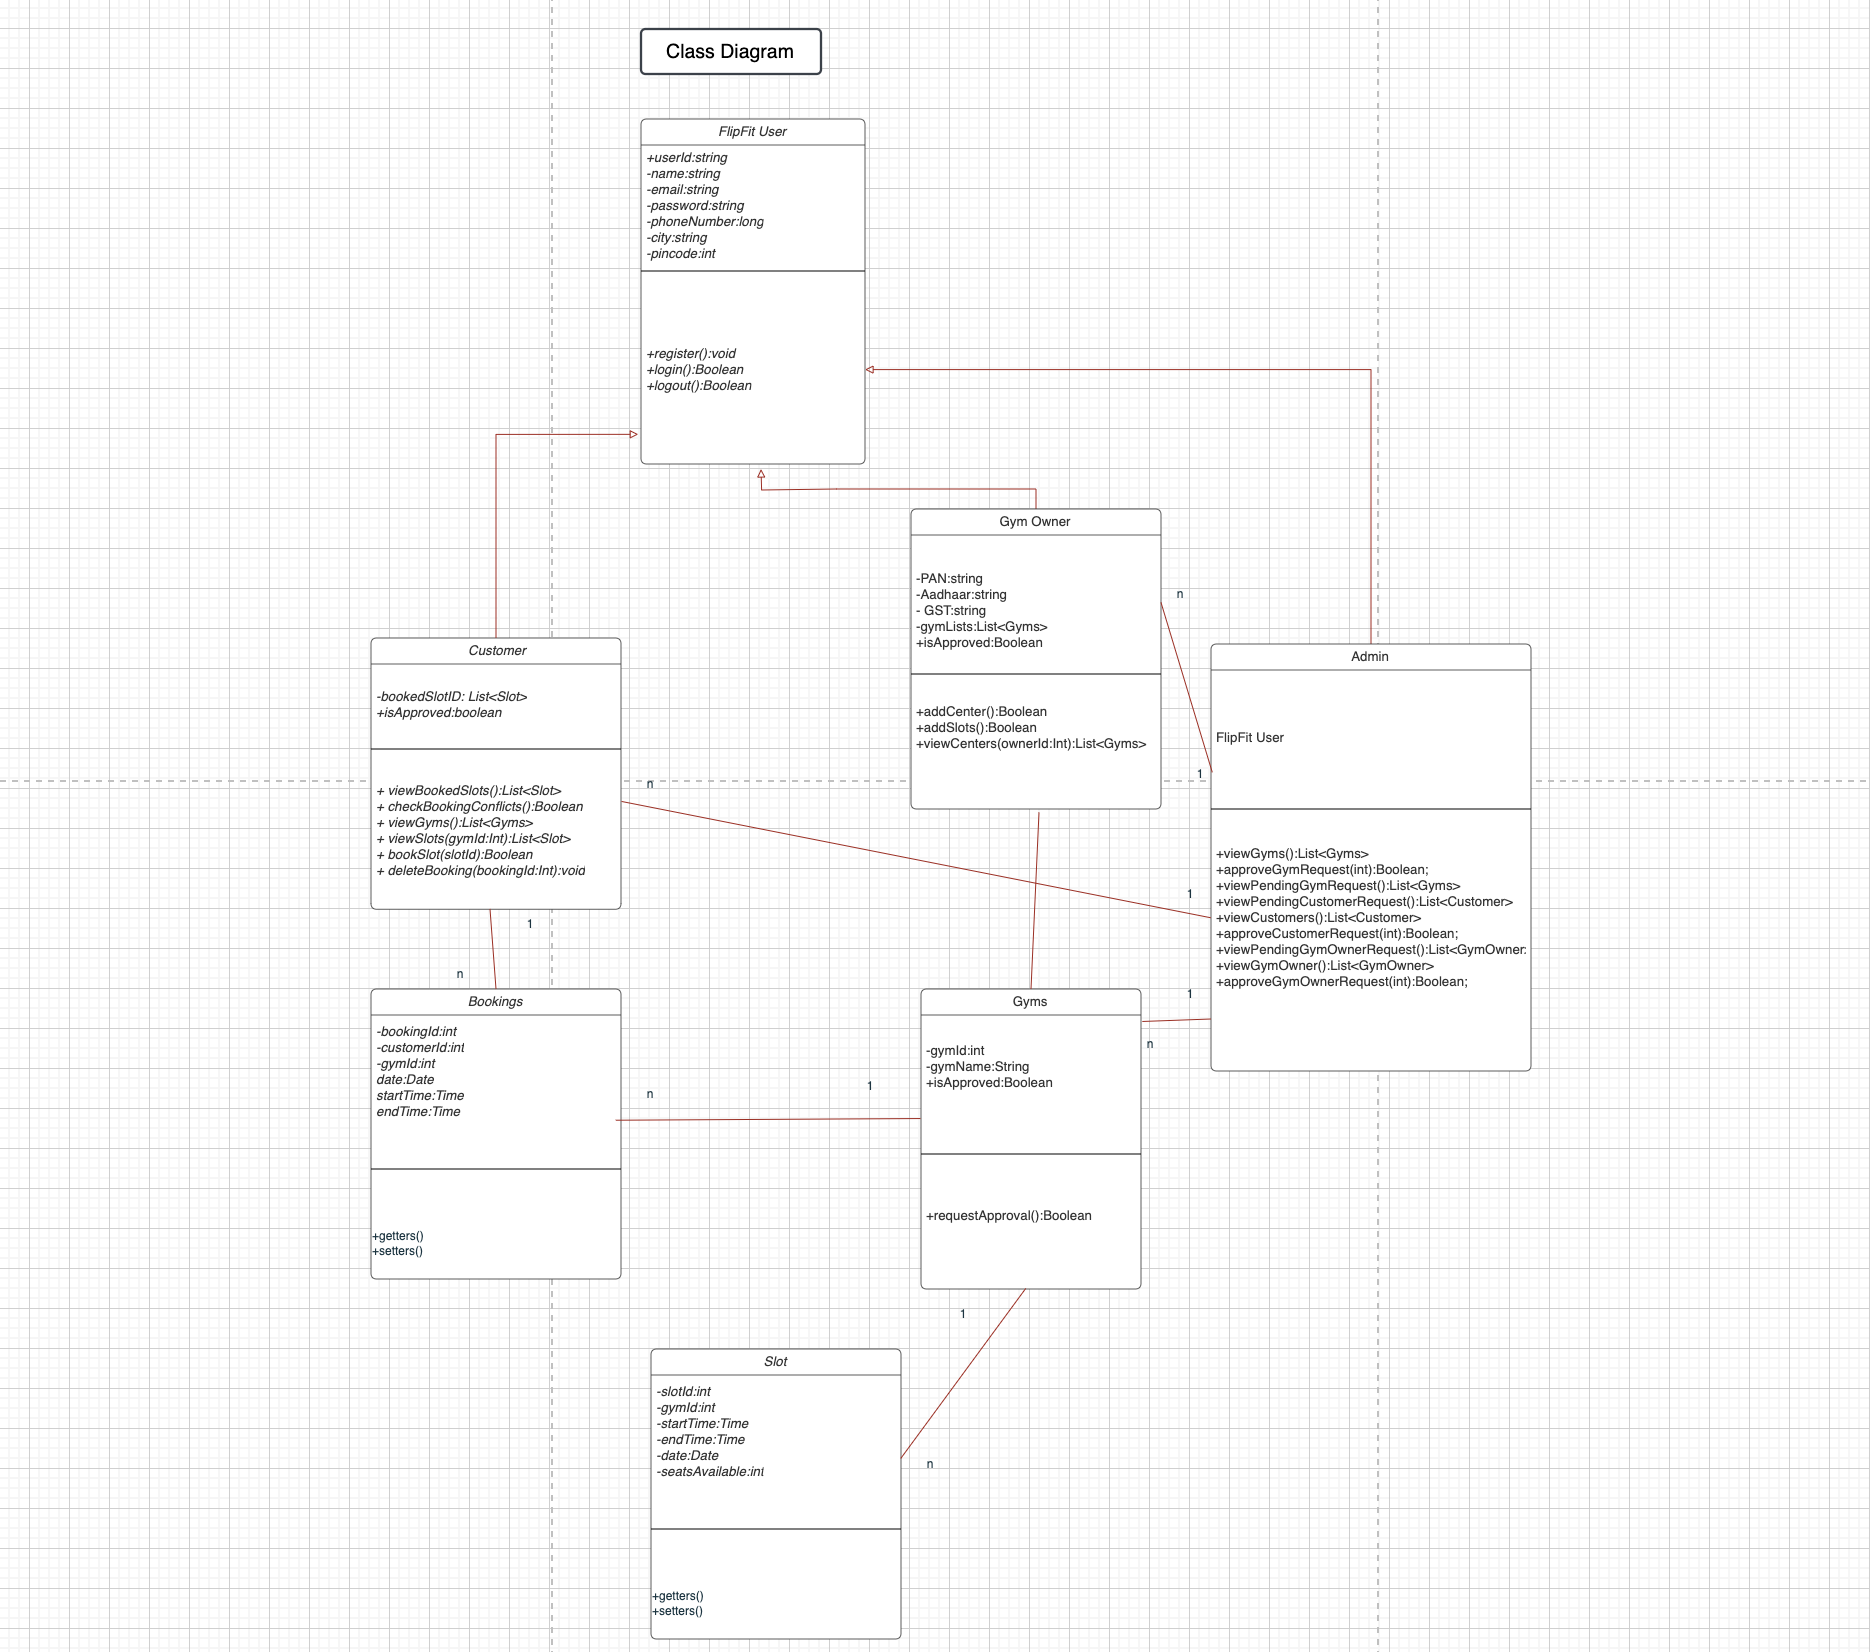 Class Diagram
FlipFit User
+userId:string
-name:string
-email:string
-password:string
-phoneNumber:long
-city:string
-pincode:int
+register():void
+login():Boolean
+logout():Boolean
Gym Owner
-PAN:string
-Aadhaar:string
- GST:string
-gymLists:List<Gyms>
+isApproved:Boolean
+addCenter():Boolean
+addSlots():Boolean
+viewCenters(ownerId:Int):List<Gyms>
n
1
Customer
-bookedSlotID: List<Slot>
+isApproved:boolean
+ viewBookedSlots():List<Slot>
+ checkBookingConflicts():Boolean
+ viewGyms():List<Gyms>
+ viewSlots(gymId:Int):List<Slot>
+ bookSlot(slotId):Boolean
+ deleteBooking(bookingId:Int):void
n
1
Admin
FlipFit User
+viewGyms():List<Gyms>
+approveGymRequest(int):Boolean;
+viewPendingGymRequest():List<Gyms>
+viewPendingCustomerRequest():List<Customer>
+viewCustomers():List<Customer>
+approveCustomerRequest(int):Boolean;
+viewPendingGymOwnerRequest():List<GymOwner
+viewGymOwner():List<GymOwner>
+approveGymOwnerRequest(int):Boolean;
1
n
1
n
Bookings
-bookingId:int
-customerId:int
-gymId:int
date:Date
startTime:Time
endTime:Time
+getters()
+setters()
n
1
Gyms
-gymId:int
-gymName:String
+isApproved:Boolean
+requestApproval():Boolean
1
n
Slot
-slotId:int
-gymId:int
-startTime:Time
-endTime:Time
-date:Date
-seatsAvailable:int
+getters()
+setters()